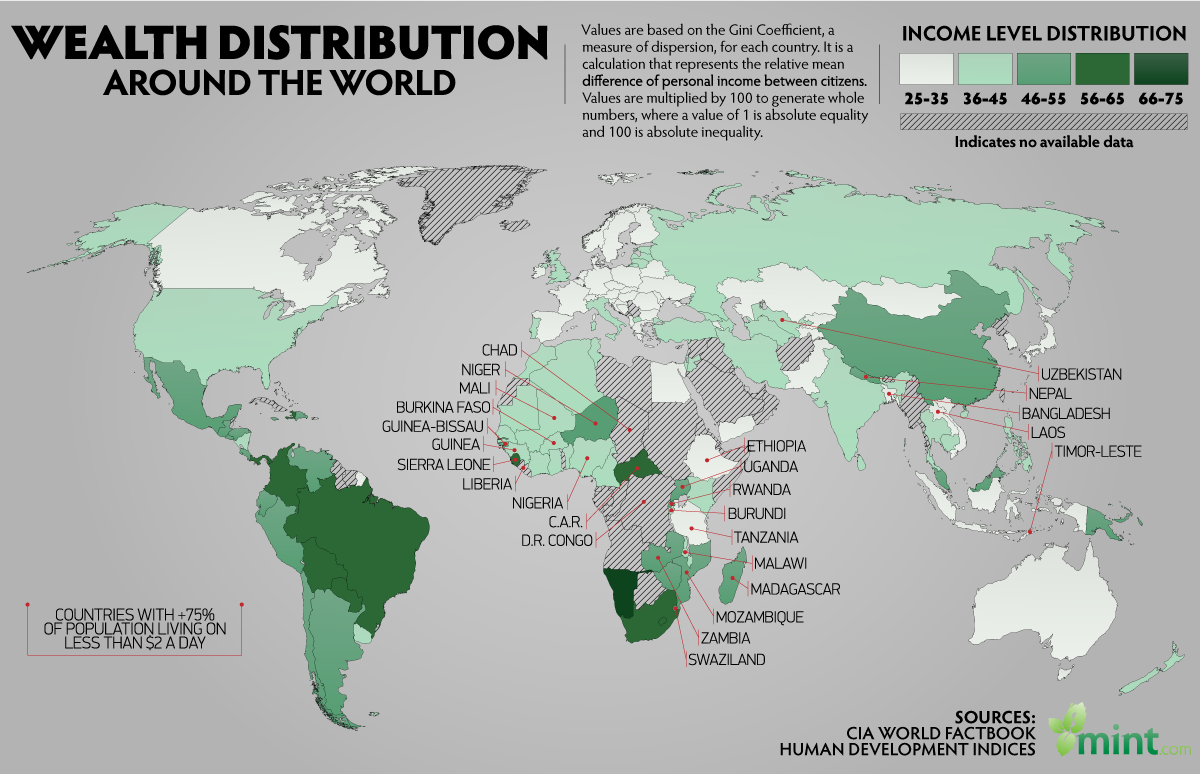 WEALTH DISTRIBUTION
AROUND THE WORLD
Values are based on the Gini Coefficient, a
measure of dispersion, for each country. It is a
calculation that represents the relative mean
difference of personal income between citizens.
Values are multiplied by 100 to generate whole
numbers, where a value of 1 is absolute equality
and 100 is absolute inequality.
INCOME LEVEL DISTRIBUTION
25-35 36-45 46-55 56-65 66-75
Indicates no available data
CHAD
NIGER
MALI
BURKINA FASO
GUINEA-BISSAU
GUINEA
SIERRA LEONE
LIBERIA
NIGERIA
C.A.R.
D.R. CONGO
UZBEKISTAN
NEPAL
BANGLADESH
LAOS
TIMOR-LESTE
ETHIOPIA
UGANDA
RWANDA
BURUNDI
TANZANIA
MALAWI
MADAGASCAR
MOZAMBIQUE
ZAMBIA
SWAZILAND
COUNTRIES WITH +75%
OF POPULATION LIVING ON
LESS THAN $2 A DAY
SOURCES:
CIA WORLD FACTBOOK
HUMAN DEVELOPMENT INDICES
mint.com